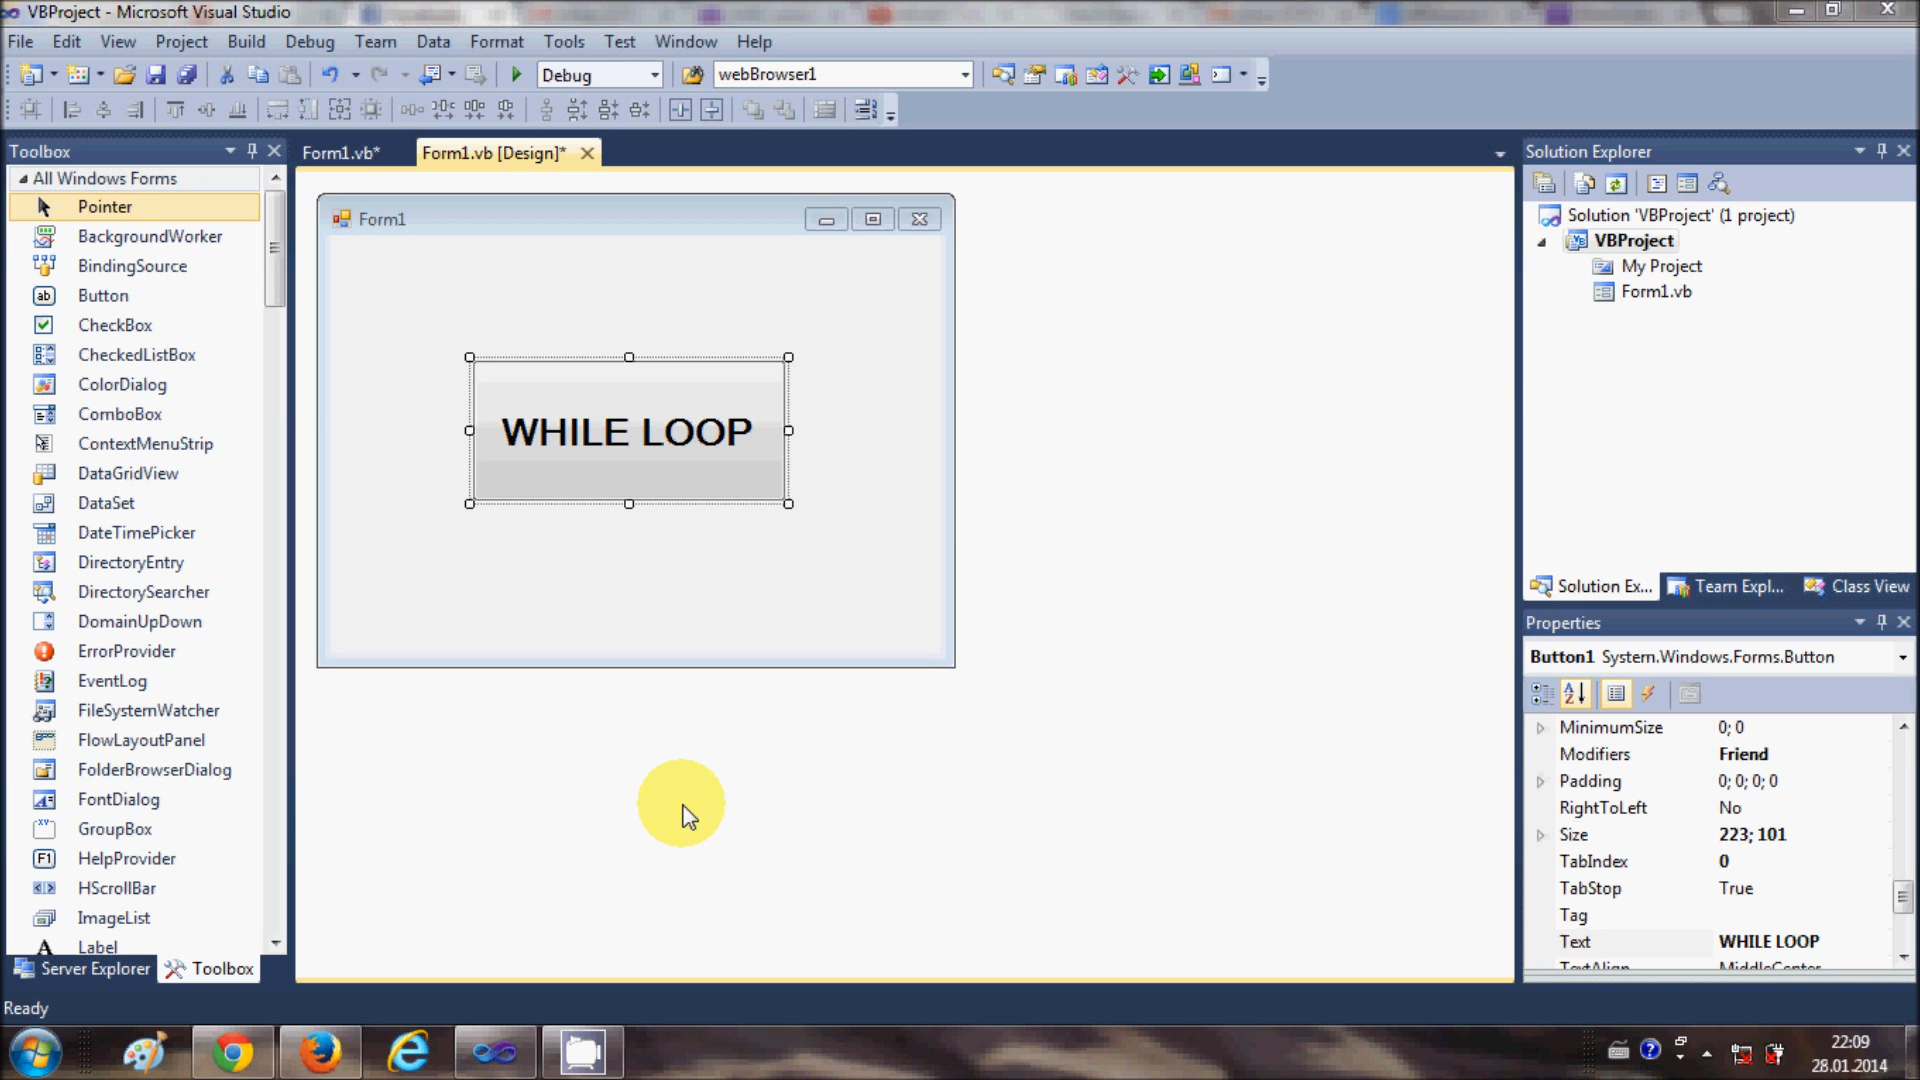 VBProject - Microsoft Visual Studio
File Edit View Project Build Debug Team Data Format Tools Test Window Help
Debug webBrowser1
Toolbox
All Windows Forms
Pointer
BackgroundWorker
BindingSource
ab Button
CheckBox
CheckedListBox
ColorDialog
ComboBox
ContextMenuStrip
DataGridView
DataSet
DateTimePicker
DirectoryEntry
DirectorySearcher
DomainUpDown
ErrorProvider
EventLog
FileSystemWatcher
FlowLayoutPanel
FolderBrowserDialog
FontDialog
GroupBox
F1 HelpProvider
HScrollBar
ImageList
A Label
Server Explorer Toolbox
Form1.vb* Form1.vb [Design]*
Form1
WHILE LOOP
Solution Explorer
Solution 'VBProject' (1 project)
VBProject
My Project
Form1.vb
Solution Ex... Team Expl... Class View
Properties
Button1 System.Windows.Forms.Button
MinimumSize 0; 0
Modifiers Friend
Padding 0; 0; 0; 0
RightToLeft No
Size 223; 101
TabIndex 0
TabStop True
Tag
Text WHILE LOOP
TextAlign MiddleCenter
Ready
22:09
28.01.2014